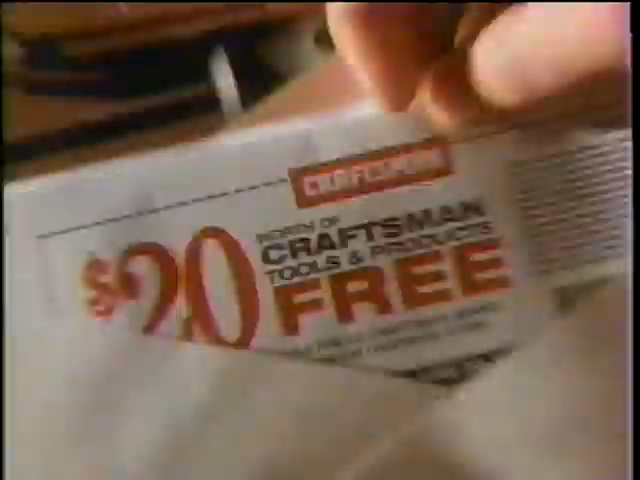 CRAFTSMAN
$20
WORTH OF
CRAFTSMAN
TOOLS & PRODUCTS
FREE